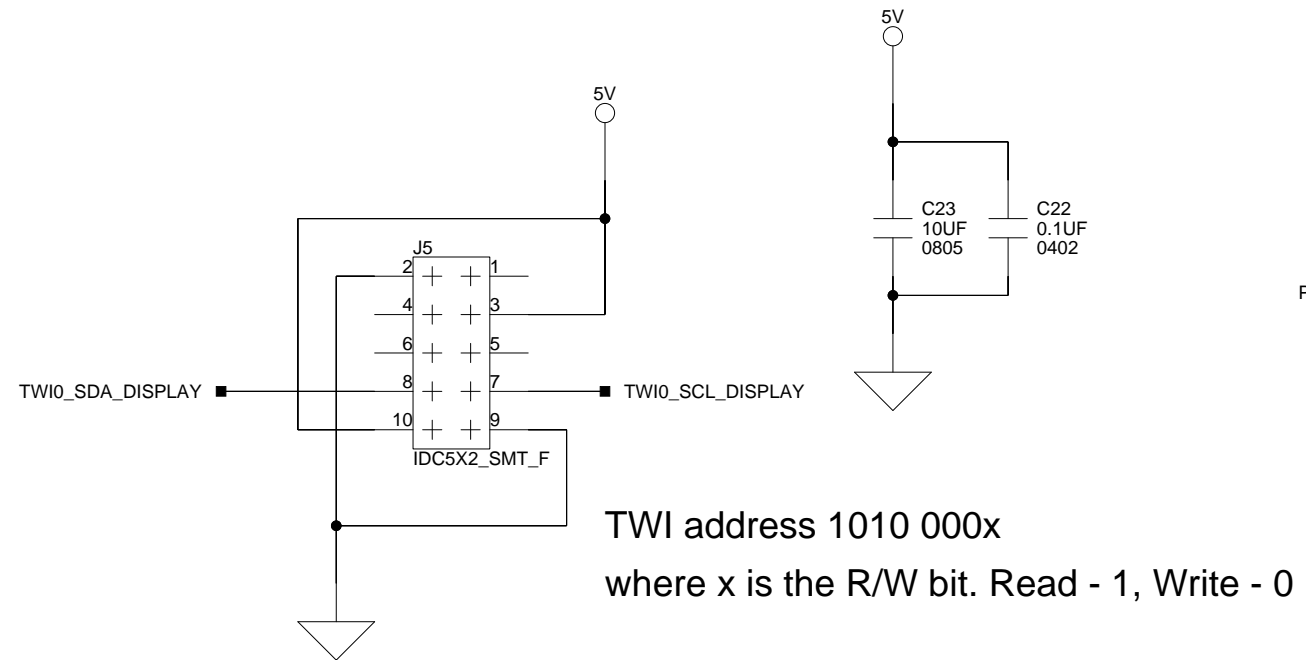 5V
5V
C23
10UF
0805
C22
0.1UF
0402
J5
2
1
4
3
6
5
TWI0_SDA_DISPLAY
8
7
TWI0_SCL_DISPLAY
10
9
IDC5X2_SMT_F
TWI address 1010 000x
where x is the R/W bit. Read - 1, Write - 0